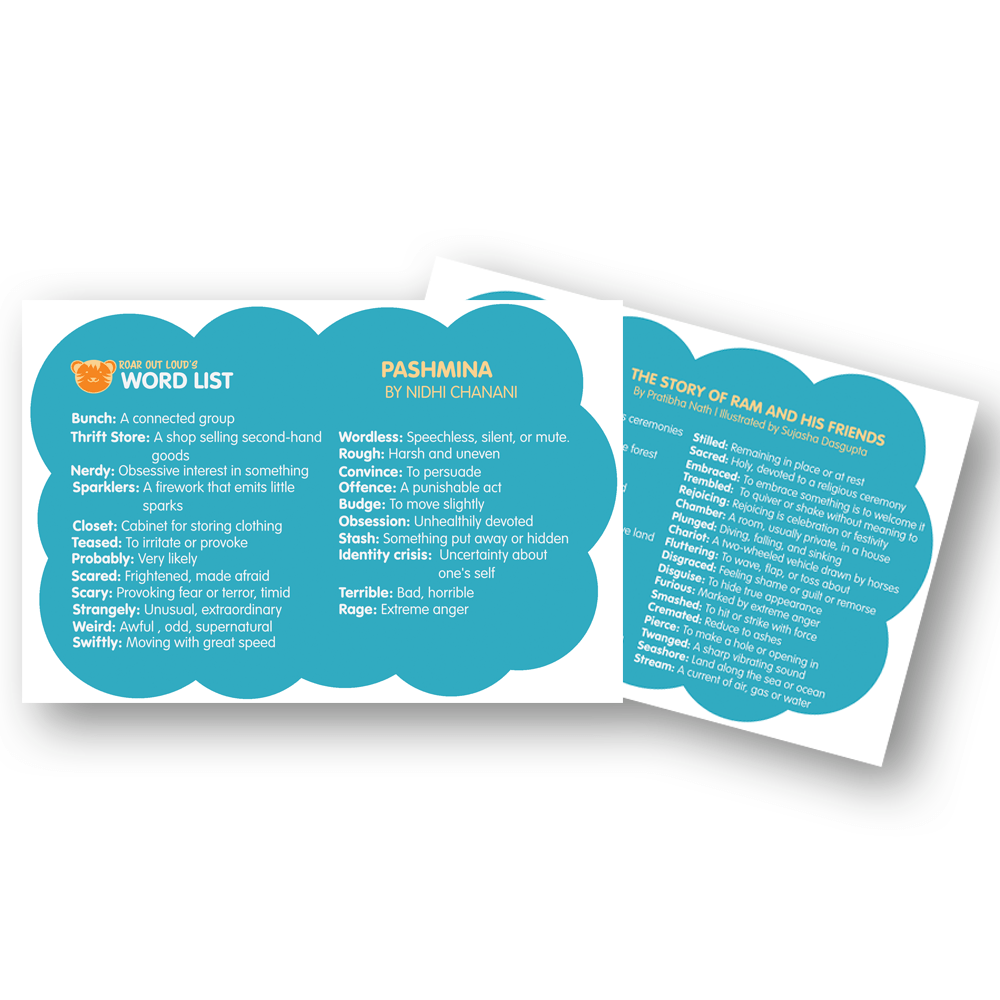 ROAR OUT LOUD'S
WORD LIST
Bunch: A connected group
Thrift Store: A shop selling second-hand
goods
Nerdy: Obsessive interest in something
Sparklers: A firework that emits little
sparks
Closet: Cabinet for storing clothing
Teased: To irritate or provoke
Probably: Very likely
Scared: Frightened, made afraid
Scary: Provoking fear or terror, timid
Strangely: Unusual, extraordinary
Weird: Awful , odd, supernatural
Swiftly: Moving with great speed
PASHMINA
BY NIDHI CHANANI
Wordless: Speechless, silent, or mute.
Rough: Harsh and uneven
Convince: To persuade
Offence: A punishable act
Budge: To move slightly
Obsession: Unhealthily devoted
Stash: Something put away or hidden
Identity crisis: Uncertainty about
one's self
Terrible: Bad, horrible
Rage: Extreme anger
THE STORY OF RAM AND HIS FRIENDS
By Pratibha Nath | Illustrated by Sujasha Dasgupta
ceremonies
forest
land
Stilled: Remaining in place or at rest
Sacred: Holy, devoted to a religious ceremony
Embraced: To embrace something is to welcome it
Trembled: To quiver or shake without meaning to
Rejoicing: Rejoicing is celebration or festivity
Chamber: A room, usually private, in a house
Plunged: Diving, falling, and sinking
Chariot: A two-wheeled vehicle drawn by horses
Fluttering: To wave, flap, or toss about
Disgraced: Feeling shame or guilt or remorse
Disguise: To hide true appearance
Furious: Marked by extreme anger
Smashed: To hit or strike with force
Cremated: Reduce to ashes
Pierce: To make a hole or opening in
Twanged: A sharp vibrating sound
Seashore: Land along the sea or ocean
Stream: A current of air, gas or water